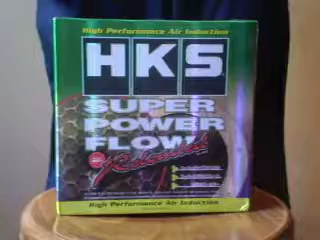 High Performance Air Induction
HKS
SUPER
POWER
FLOW
Reloaded
High Performance Air Induction